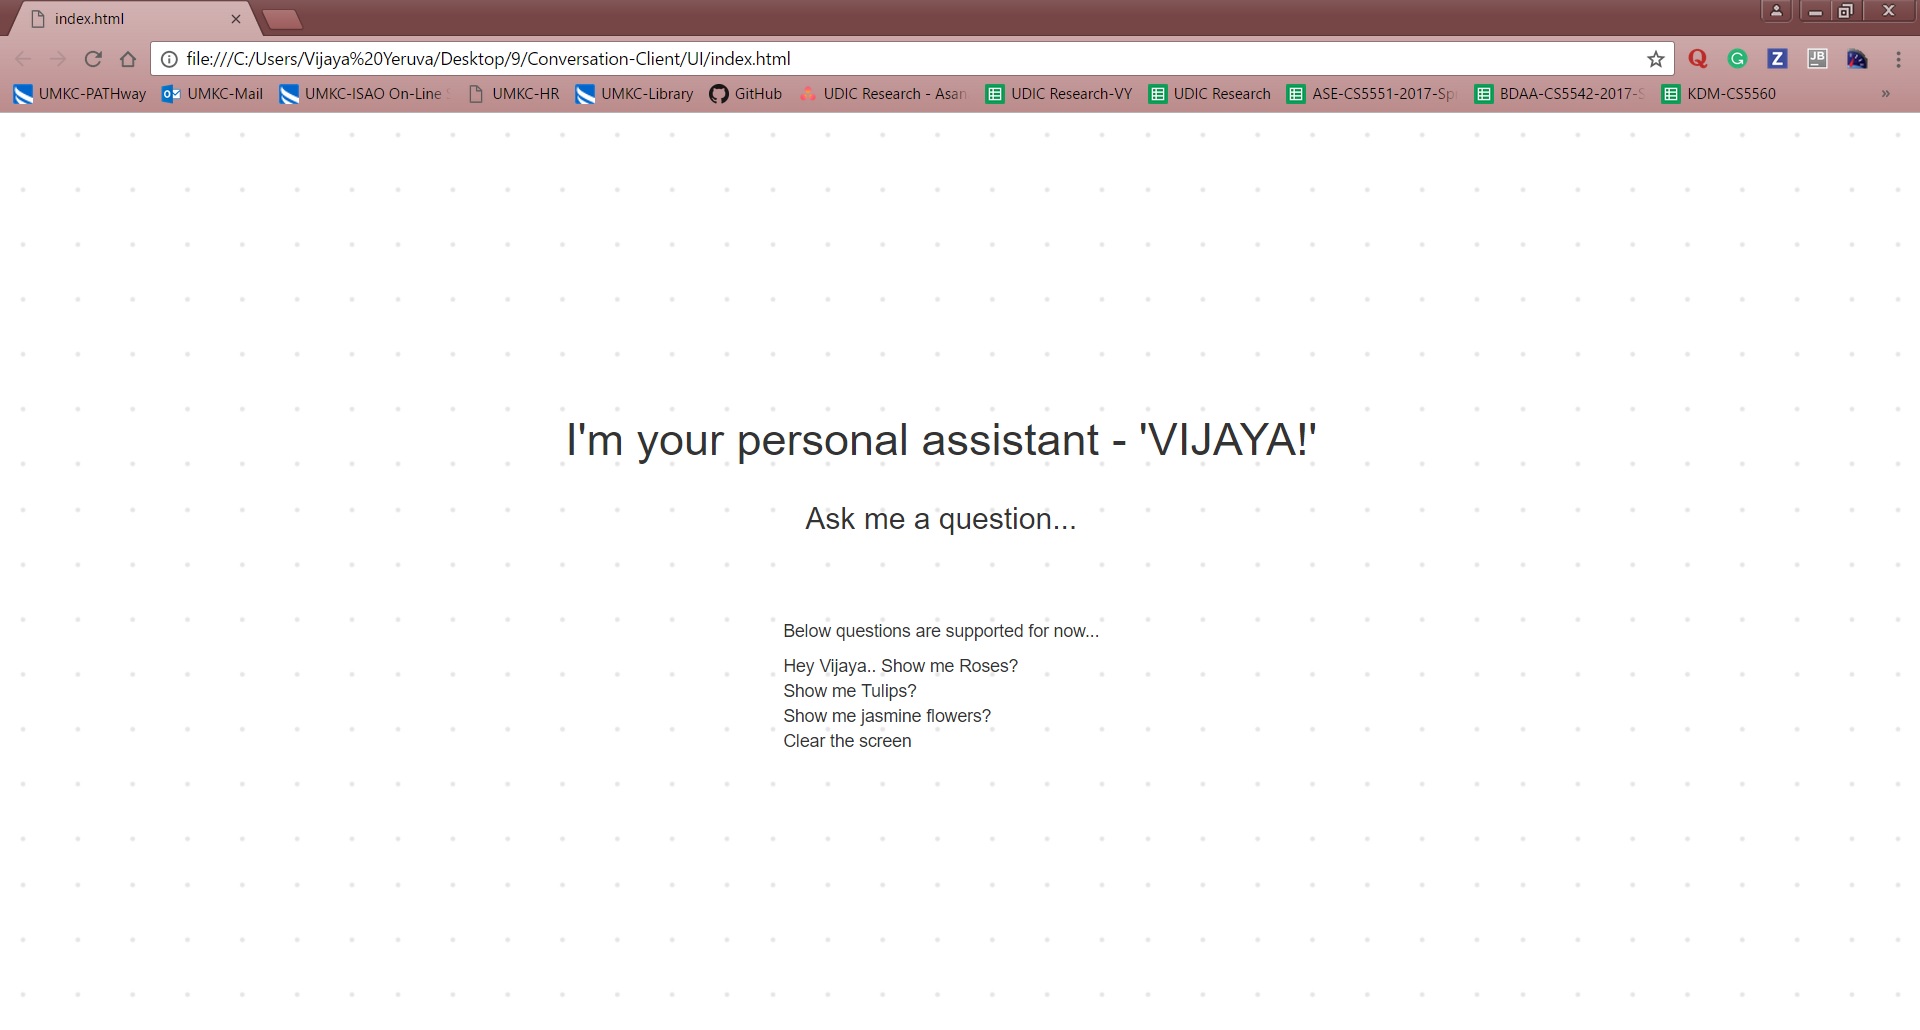 index.html
file:///C:/Users/Vijaya%20Yeruva/Desktop/9/Conversation-Client/UI/index.html
Q G Z JB
UMKC-PATHway UMKC-Mail UMKC-ISAO On-Line UMKC-HR UMKC-Library GitHub UDIC Research - Asan UDIC Research-VY UDIC Research ASE-CS5551-2017-Sp BDAA-CS5542-2017-S KDM-CS5560 »
I'm your personal assistant - 'VIJAYA!'
Ask me a question...
Below questions are supported for now...
Hey Vijaya.. Show me Roses?
Show me Tulips?
Show me jasmine flowers?
Clear the screen